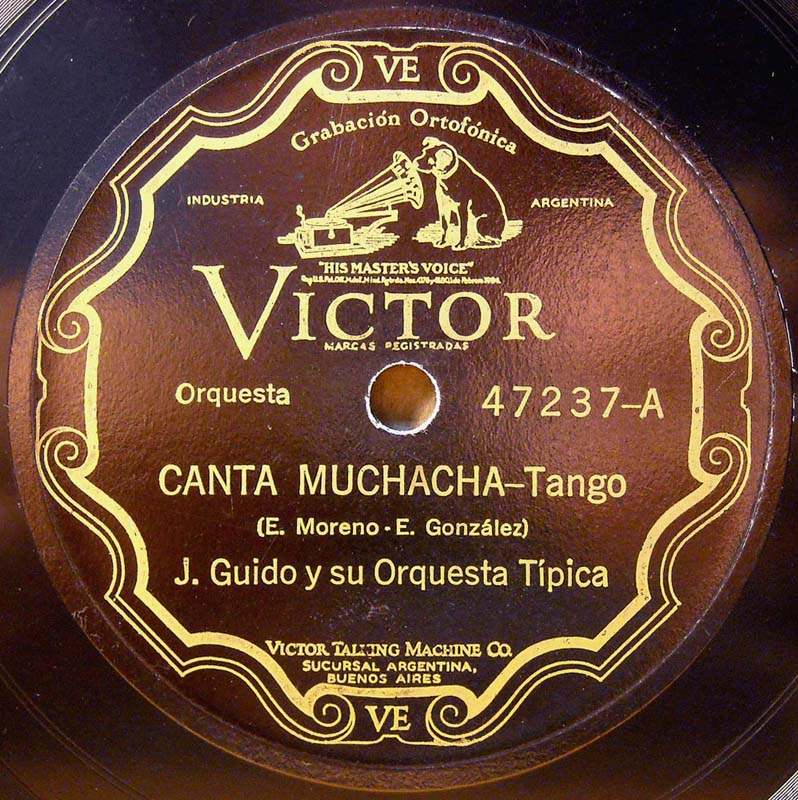 VE
Grabación Ortofónica
INDUSTRIA
ARGENTINA
"HIS MASTER'S VOICE"
VICTOR
MARCAS REGISTRADAS
Orquesta
47237-A
CANTA MUCHACHA-Tango
(E. Moreno - E. González)
J. Guido y su Orquesta Típica
VICTOR TALKING MACHINE CO.
SUCURSAL ARGENTINA,
BUENOS AIRES
VE